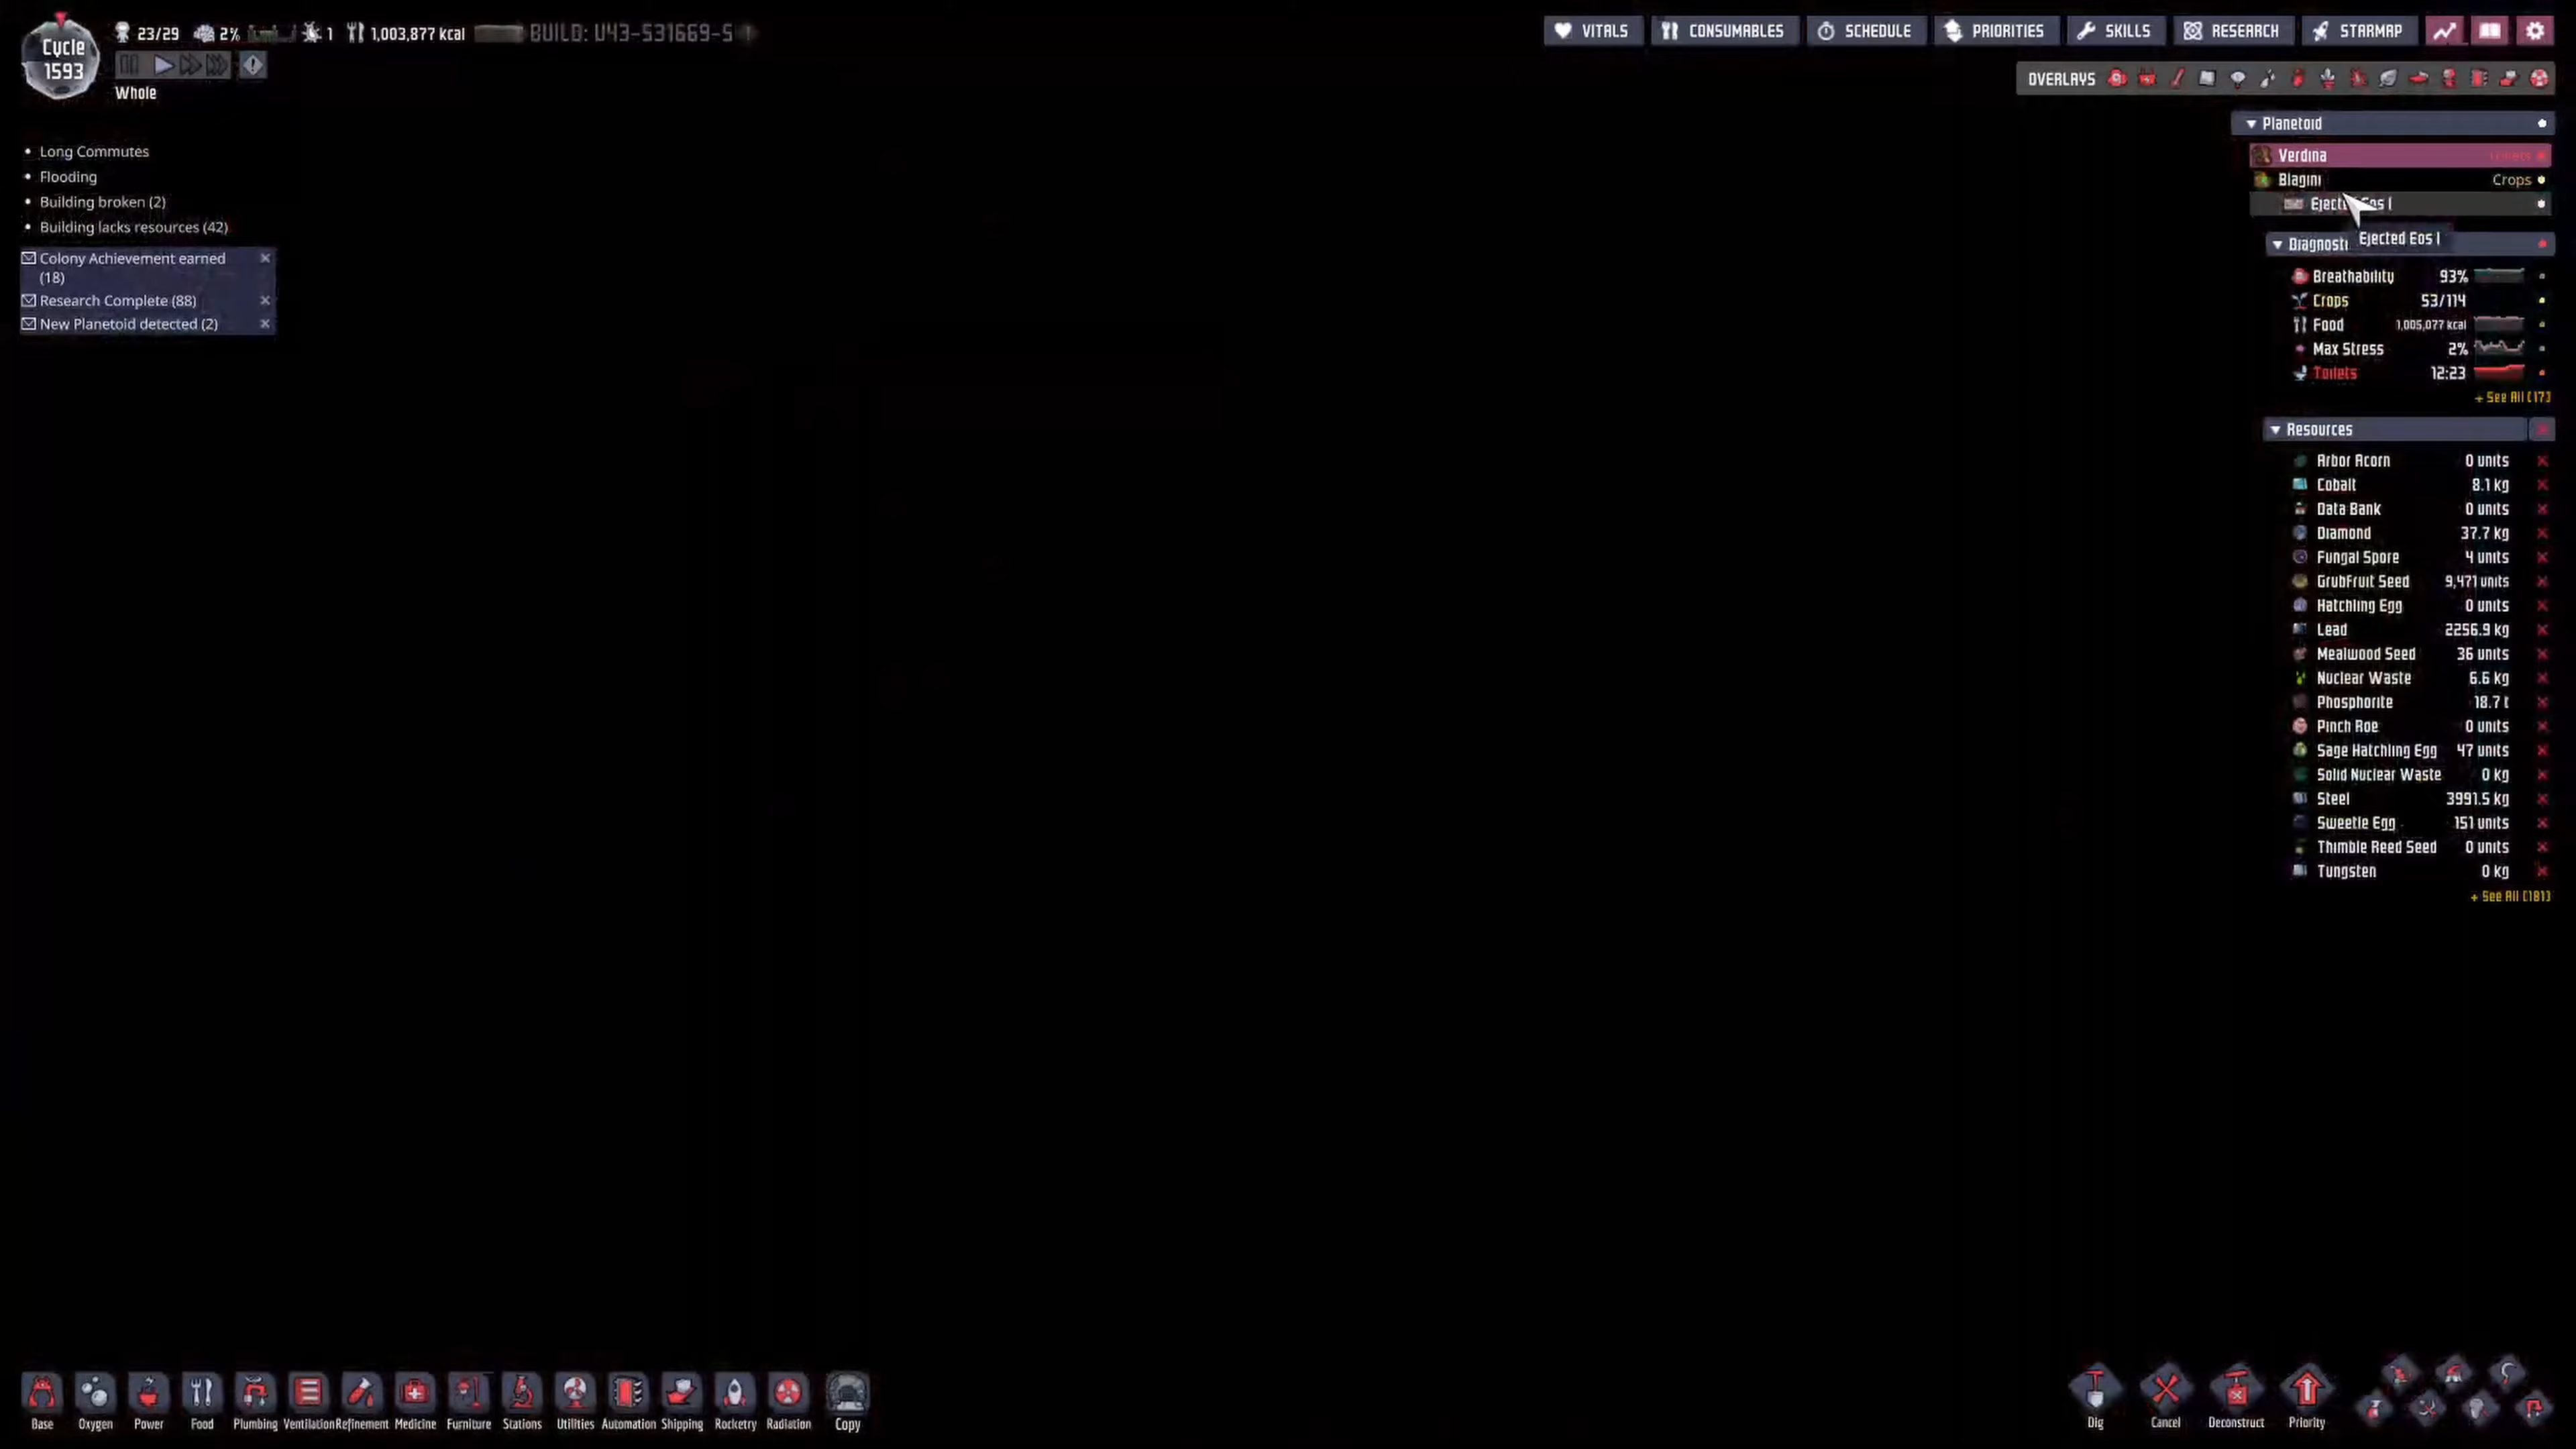 Cycle
1593
23/29 2% 1 1,003,877 kcal BUILD: U43-531669-S !
Whole
VITALS CONSUMABLES SCHEDULE PRIORITIES SKILLS RESEARCH STARMAP
OVERLAYS
Long Commutes
Flooding
Building broken (2)
Building lacks resources (42)
Colony Achievement earned
(18)
Research Complete (88)
New Planetoid detected (2)
Planetoid
Verdina Toilets
Blagini Crops
Eos I
Ejected Eos I
Breathability 93%
Crops 53/114
Food 1,005,077 kcal
Max Stress 2%
Toilets 12:23
+ See All (17)
Resources
Arbor Acorn 0 units
Cobalt 8.1 kg
Data Bank 0 units
Diamond 37.7 kg
Fungal Spore 4 units
GrubFruit Seed 9,471 units
Hatchling Egg 0 units
Lead 2256.9 kg
Mealwood Seed 36 units
Nuclear Waste 6.6 kg
Phosphorite 18.7 t
Pinch Roe 0 units
Sage Hatchling Egg 47 units
Solid Nuclear Waste 0 kg
Steel 3991.5 kg
Sweetle Egg 151 units
Thimble Reed Seed 0 units
Tungsten 0 kg
+ See All (181)
Base Oxygen Power Food Plumbing Ventilation Refinement Medicine Furniture Stations Utilities Automation Shipping Rocketry Radiation Copy
Dig Cancel Deconstruct Priority